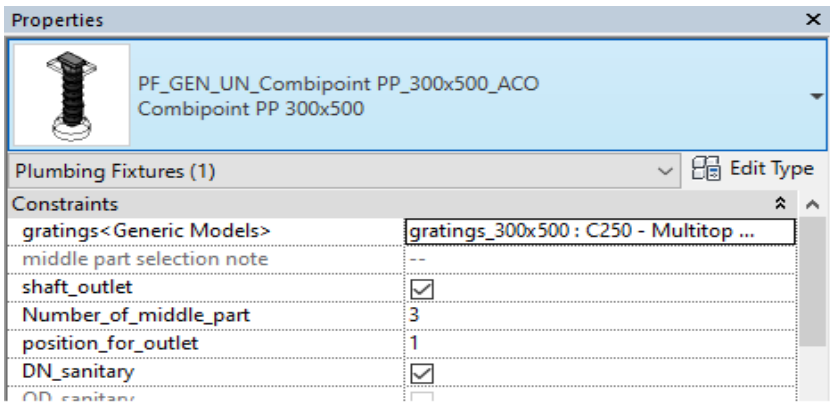 Properties
PF_GEN_UN_Combipoint PP_300x500_ACO
Combipoint PP 300x500
Plumbing Fixtures (1)
Edit Type
Constraints
gratings<Generic Models> gratings_300x500 : C250 - Multitop ...
middle part selection note --
shaft_outlet
Number_of_middle_part 3
position_for_outlet 1
DN_sanitary
OD_sanitary